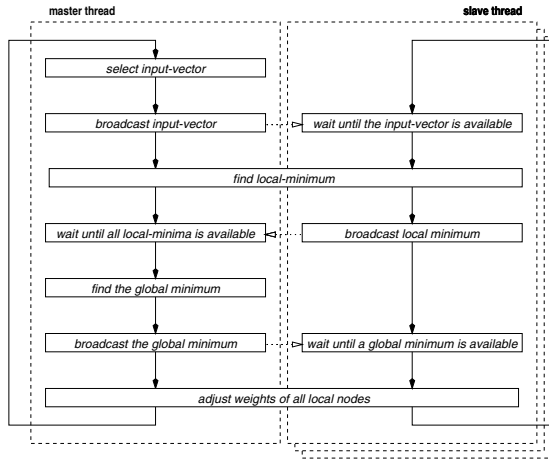 master thread
slave thread
select input-vector
broadcast input-vector
wait until the input-vector is available
find local-minimum
wait until all local-minima is available
broadcast local minimum
find the global minimum
broadcast the global minimum
wait until a global minimum is available
adjust weights of all local nodes